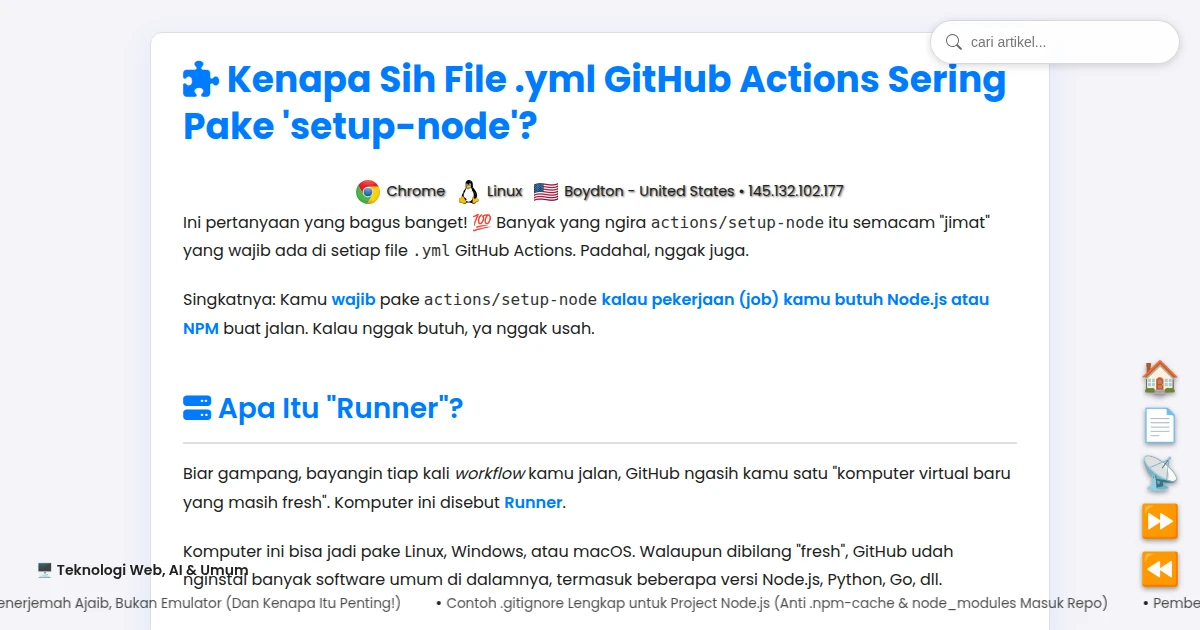 cari artikel...
Kenapa Sih File .yml GitHub Actions Sering
Pake 'setup-node'?
Chrome Linux Boydton - United States • 145.132.102.177
Ini pertanyaan yang bagus banget! 💯 Banyak yang ngira actions/setup-node itu semacam "jimat"
yang wajib ada di setiap file .yml GitHub Actions. Padahal, nggak juga.
Singkatnya: Kamu wajib pake actions/setup-node kalau pekerjaan (job) kamu butuh Node.js atau
NPM buat jalan. Kalau nggak butuh, ya nggak usah.
Apa Itu "Runner"?
Biar gampang, bayangin tiap kali workflow kamu jalan, GitHub ngasih kamu satu "komputer virtual baru
yang masih fresh". Komputer ini disebut Runner.
Komputer ini bisa jadi pake Linux, Windows, atau macOS. Walaupun dibilang "fresh", GitHub udah
Teknologi Web, AI & Umum
nginstal banyak software umum di dalamnya, termasuk beberapa versi Node.js, Python, Go, dll.
enerjemah Ajaib, Bukan Emulator (Dan Kenapa Itu Penting!) • Contoh .gitignore Lengkap untuk Project Node.js (Anti .npm-cache & node_modules Masuk Repo) • Pembe